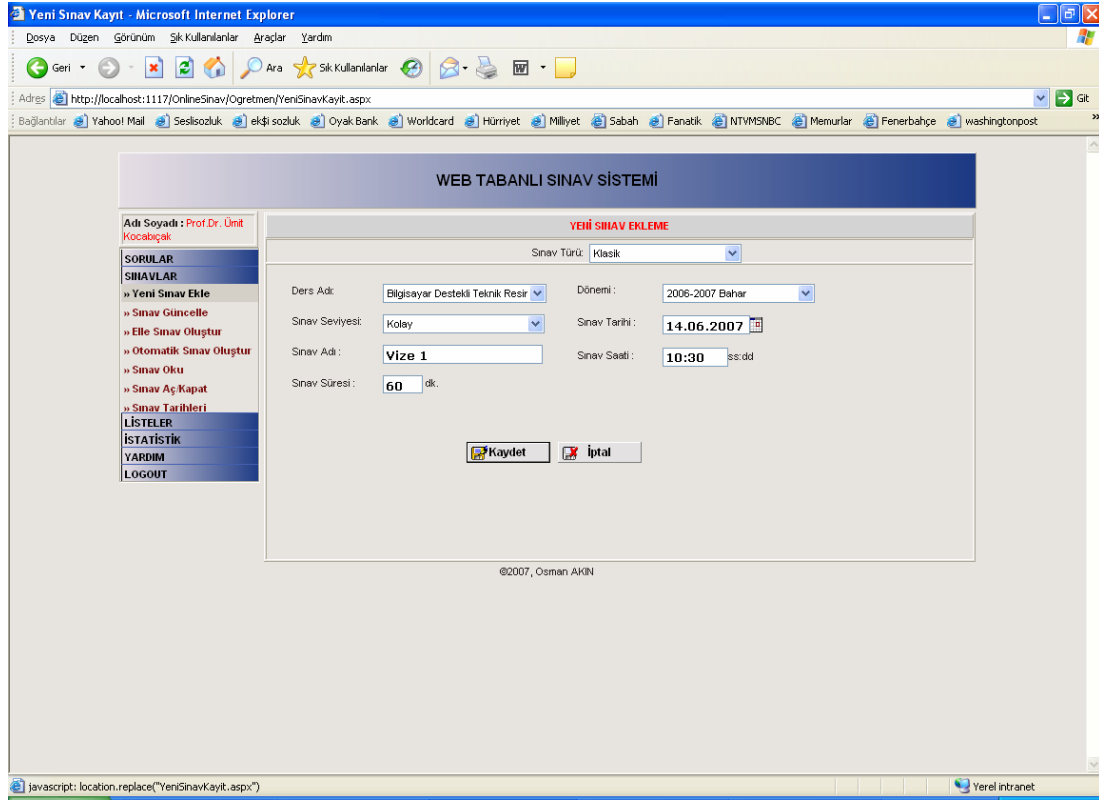 Yeni Sınav Kayıt - Microsoft Internet Explorer
Dosya Düzen Görünüm Sık Kullanılanlar Araçlar Yardım
Geri Ara Sık Kullanılanlar
Adres http://localhost:1117/OnlineSinav/Ogretmen/YeniSinavKayit.aspx Git
Bağlantılar Yahoo! Mail Seslisozluk ek$i sozluk Oyak Bank Worldcard Hürriyet Milliyet Sabah Fanatik NTVMSNBC Memurlar Fenerbahçe washingtonpost »
WEB TABANLI SINAV SİSTEMİ
Adı Soyadı : Prof.Dr. Ümit
Kocabıçak
SORULAR
SINAVLAR
» Yeni Sınav Ekle
» Sınav Güncelle
» Elle Sınav Oluştur
» Otomatik Sınav Oluştur
» Sınav Oku
» Sınav Aç/Kapat
» Sınav Tarihleri
LİSTELER
İSTATİSTİK
YARDIM
LOGOUT
YENİ SINAV EKLEME
Sınav Türü: Klasik
Ders Adı: Bilgisayar Destekli Teknik Resir Dönemi : 2006-2007 Bahar
Sınav Seviyesi: Kolay Sınav Tarihi : 14.06.2007
Sınav Adı : Vize 1 Sınav Saati : 10:30 ss:dd
Sınav Süresi : 60 dk.
Kaydet İptal
©2007, Osman AKIN
javascript: location.replace("YeniSinavKayit.aspx") Yerel intranet